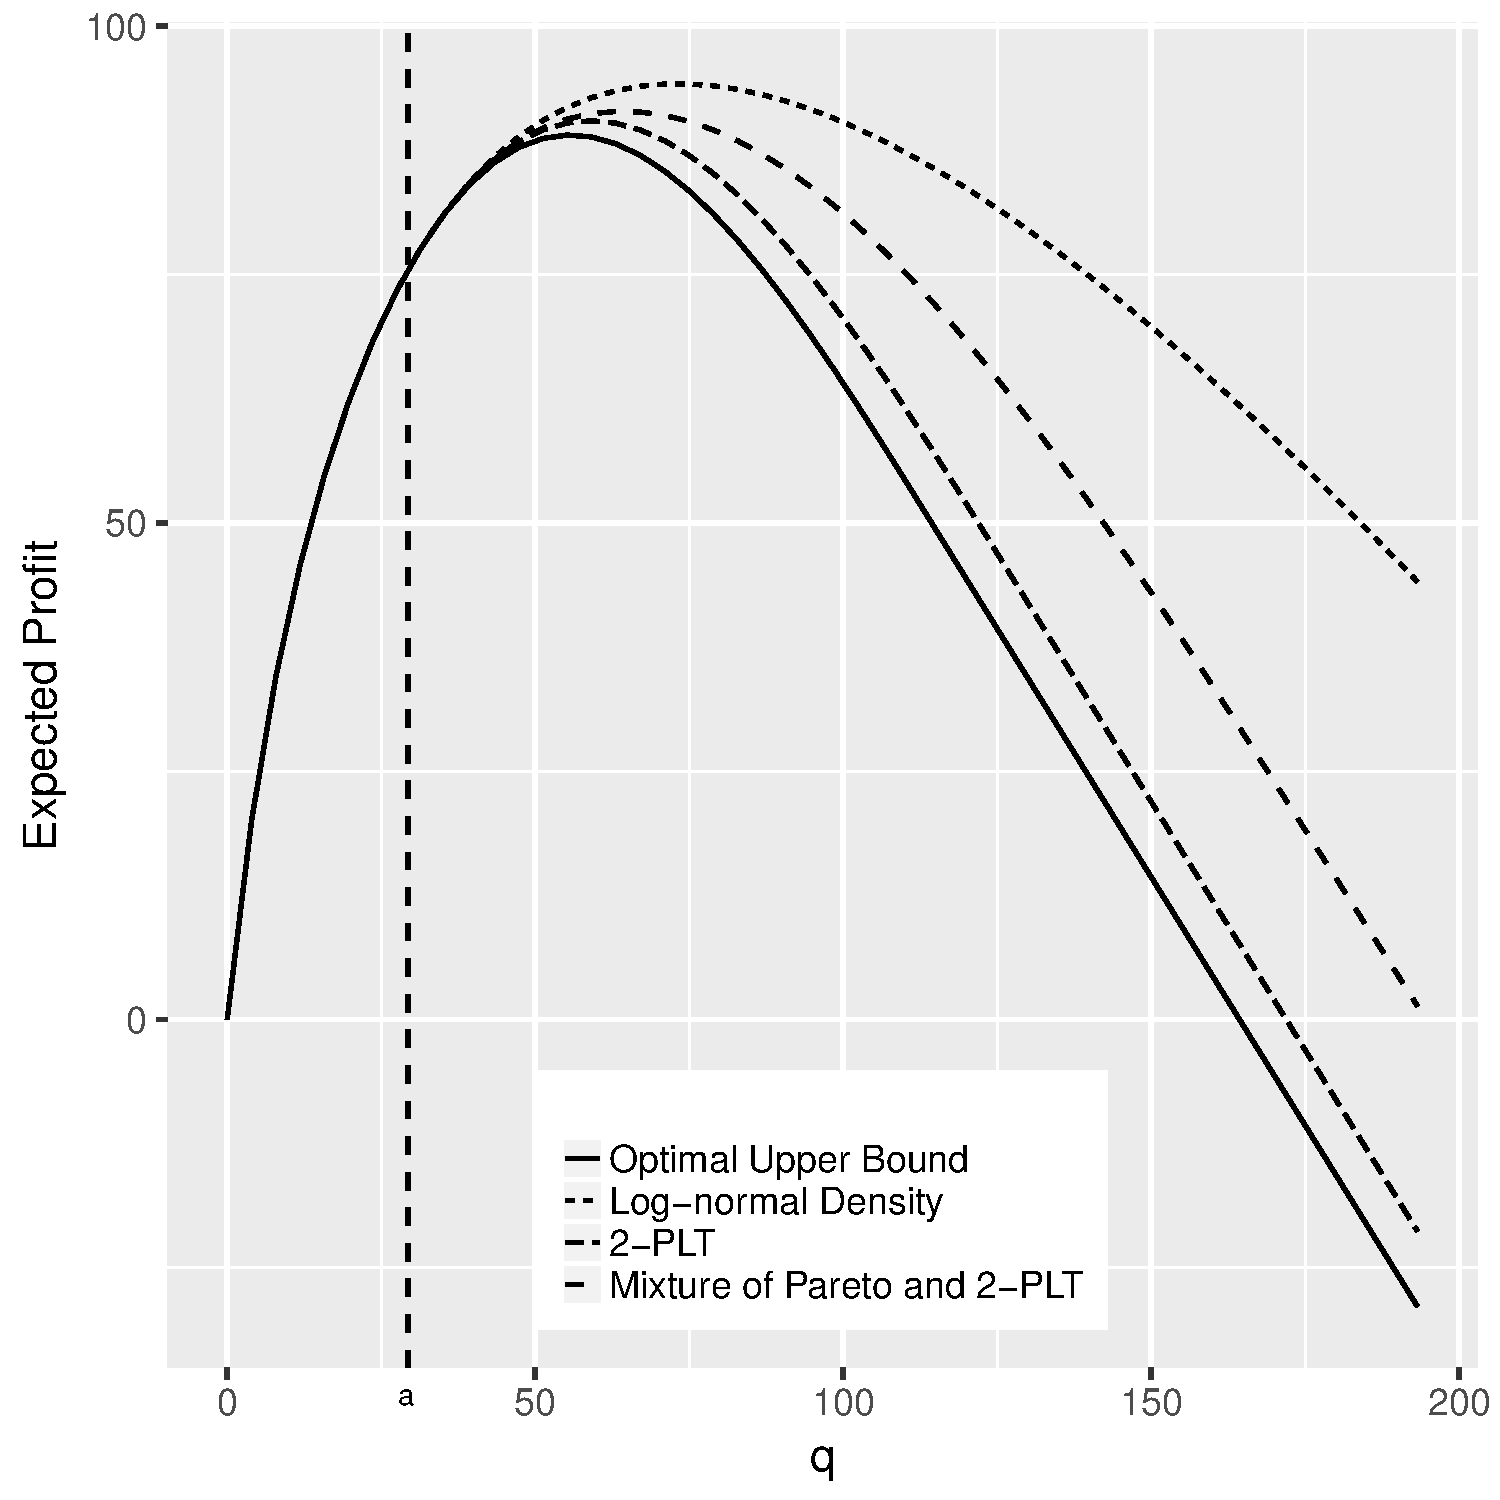 100
50
0
Expected Profit
Optimal Upper Bound
Log−normal Density
2−PLT
Mixture of Pareto and 2−PLT
0
a
50
100
150
200
q